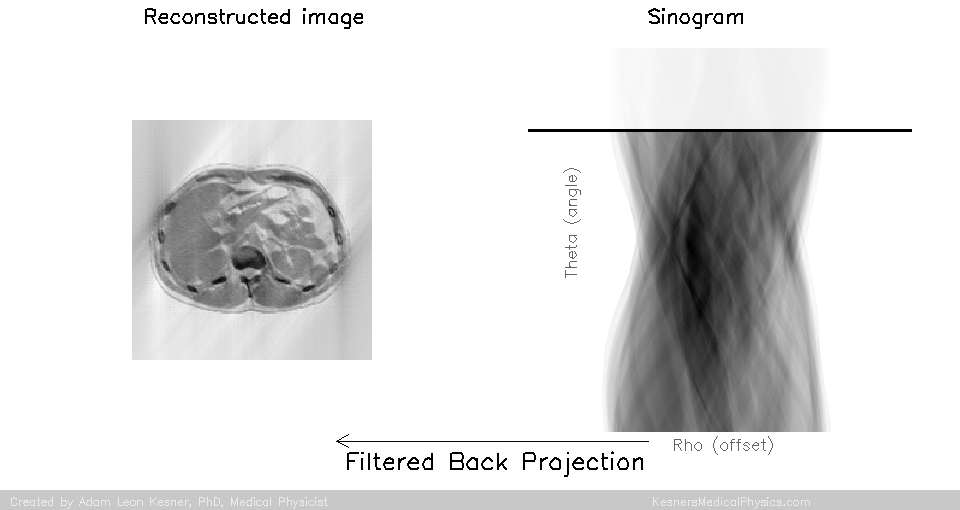 Reconstructed image
Sinogram
Theta (angle)
Rho (offset)
Filtered Back Projection
Created by Adam Leon Kesner, PhD, Medical Physicist
KesnersMedicalPhysics.com